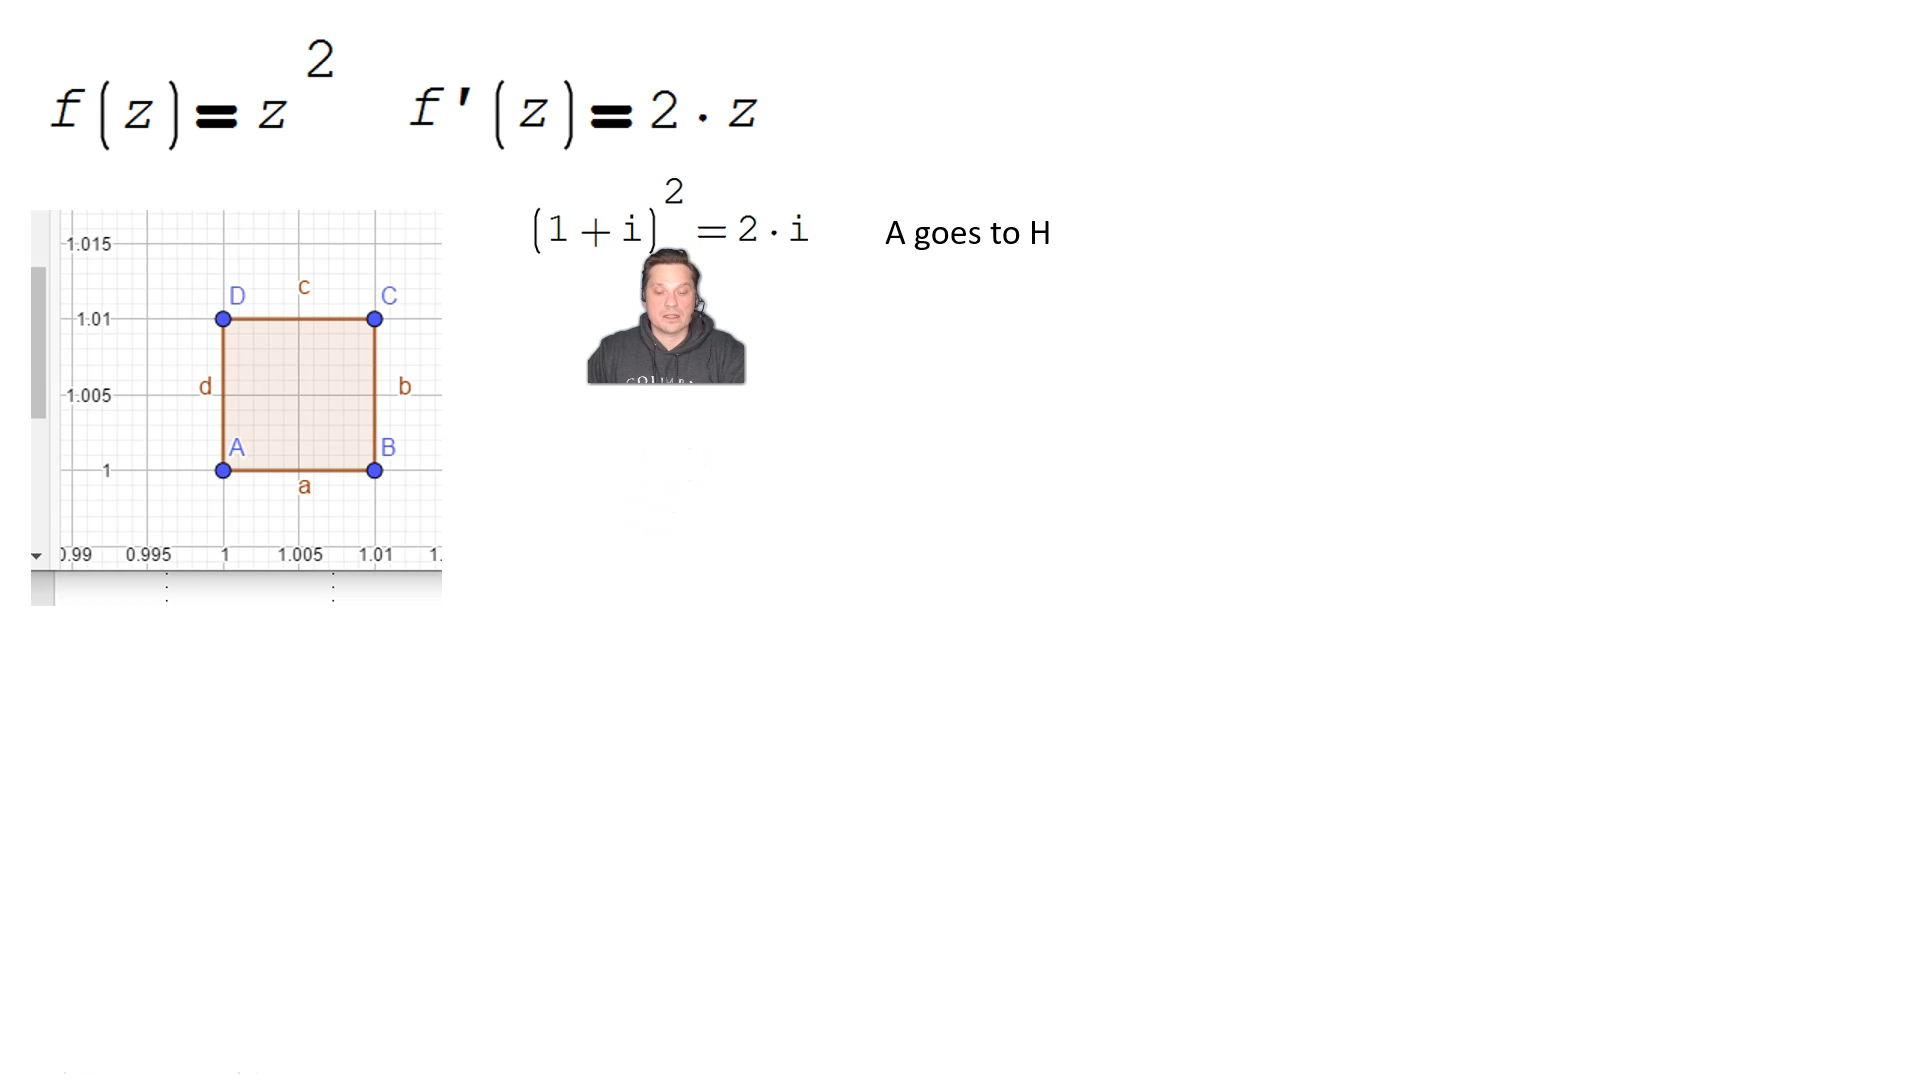 f(z)=z² f'(z)=2·z
(1+i)²=2·i
A goes to H
1.015
D c C
1.01
d b
1.005
A B
1
a
0.99 0.995 1 1.005 1.01 1.